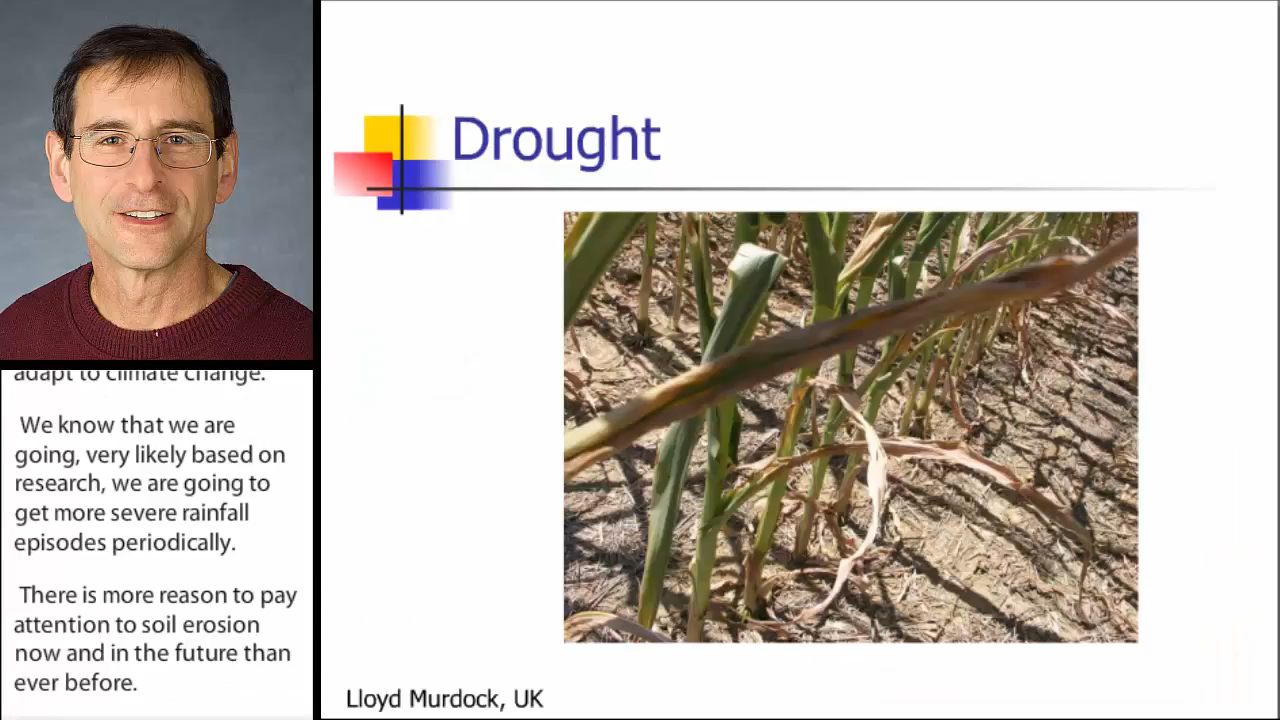 adapt to climate change.
We know that we are
going, very likely based on
research, we are going to
get more severe rainfall
episodes periodically.
There is more reason to pay
attention to soil erosion
now and in the future than
ever before.
Drought
Lloyd Murdock, UK